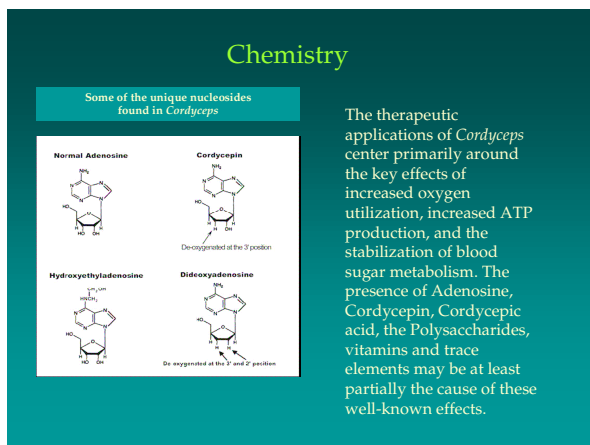 Chemistry
Some of the unique nucleosides
found in Cordyceps
Normal Adenosine
Cordycepin
NH₂
NH₂
N
N
N
N
N
N
N
N
HO
HO
O
O
H
H
H
H
OH
OH
HO
OH
De-oxygenated at the 3' postion
Hydroxyethyladenosine
Dideoxyadenosine
HNCH₂
NH₂
N
N
N
N
N
N
N
N
HO
HO
O
O
H
H
H
H
OH
OH
H
H
De oxygenated at the 3' and 2' position
The therapeutic
applications of Cordyceps
center primarily around
the key effects of
increased oxygen
utilization, increased ATP
production, and the
stabilization of blood
sugar metabolism. The
presence of Adenosine,
Cordycepin, Cordycepic
acid, the Polysaccharides,
vitamins and trace
elements may be at least
partially the cause of these
well-known effects.